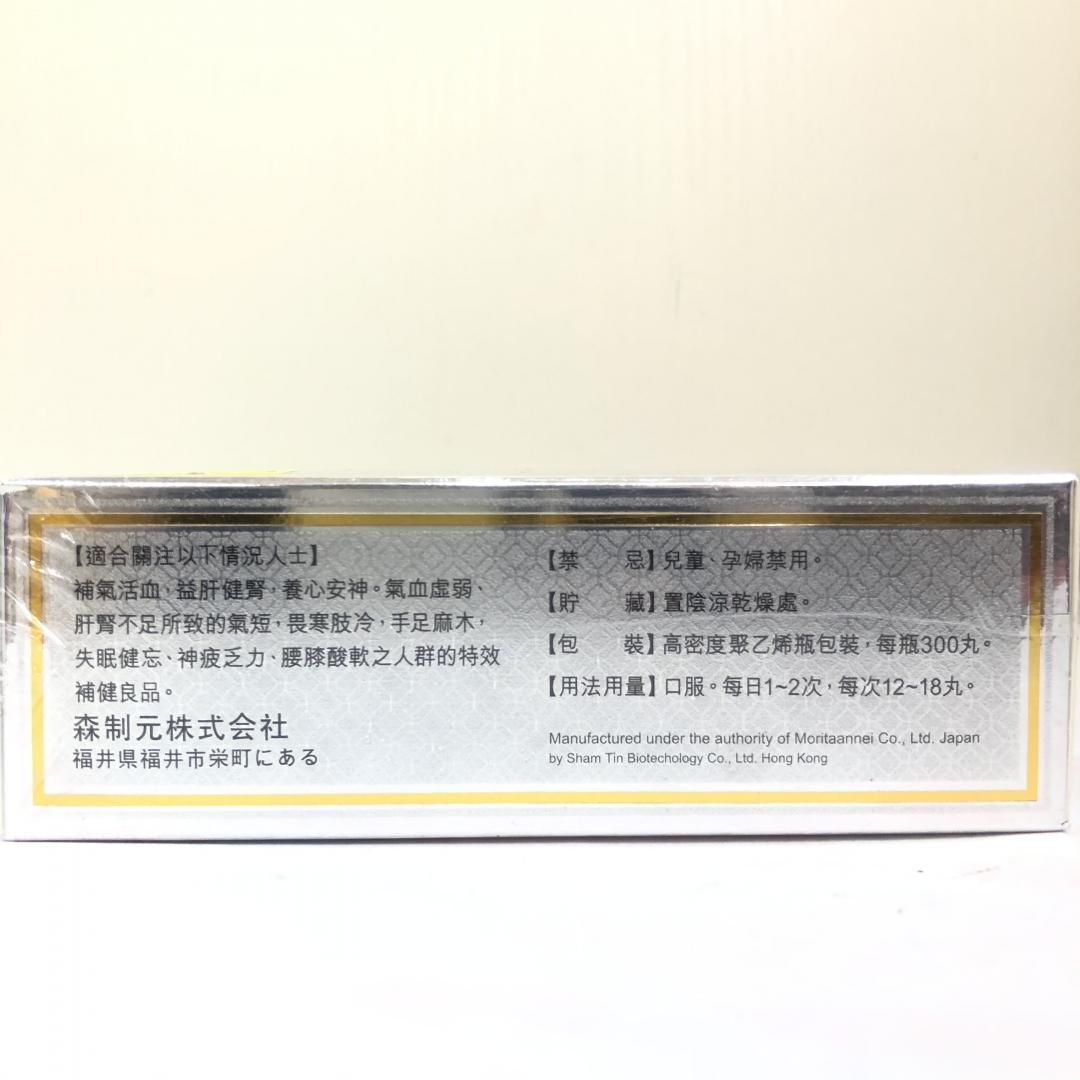 【適合關注以下情況人士】
補氣活血,益肝健腎,養心安神。氣血虛弱、
肝腎不足所致的氣短,畏寒肢冷,手足麻木,
失眠健忘、神疲乏力、腰膝酸軟之人群的特效
補健良品。
森制元株式会社
福井県福井市栄町にある
【禁 忌】兒童、孕婦禁用。
【貯 藏】置陰涼乾燥處。
【包 裝】高密度聚乙烯瓶包裝,每瓶300丸。
【用法用量】口服。每日1~2次,每次12~18丸。
Manufactured under the authority of Moritaannei Co., Ltd. Japan
by Sham Tin Biotechology Co., Ltd. Hong Kong